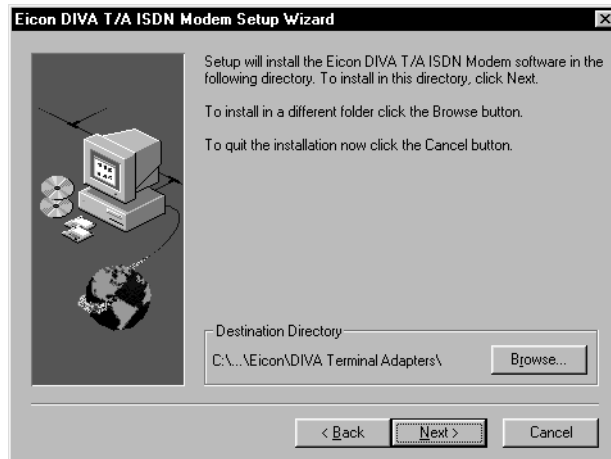 Eicon DIVA T/A ISDN Modem Setup Wizard
Setup will install the Eicon DIVA T/A ISDN Modem software in the
following directory. To install in this directory, click Next.
To install in a different folder click the Browse button.
To quit the installation now click the Cancel button.
Destination Directory
C:\...\Eicon\DIVA Terminal Adapters\
Browse...
< Back
Next >
Cancel